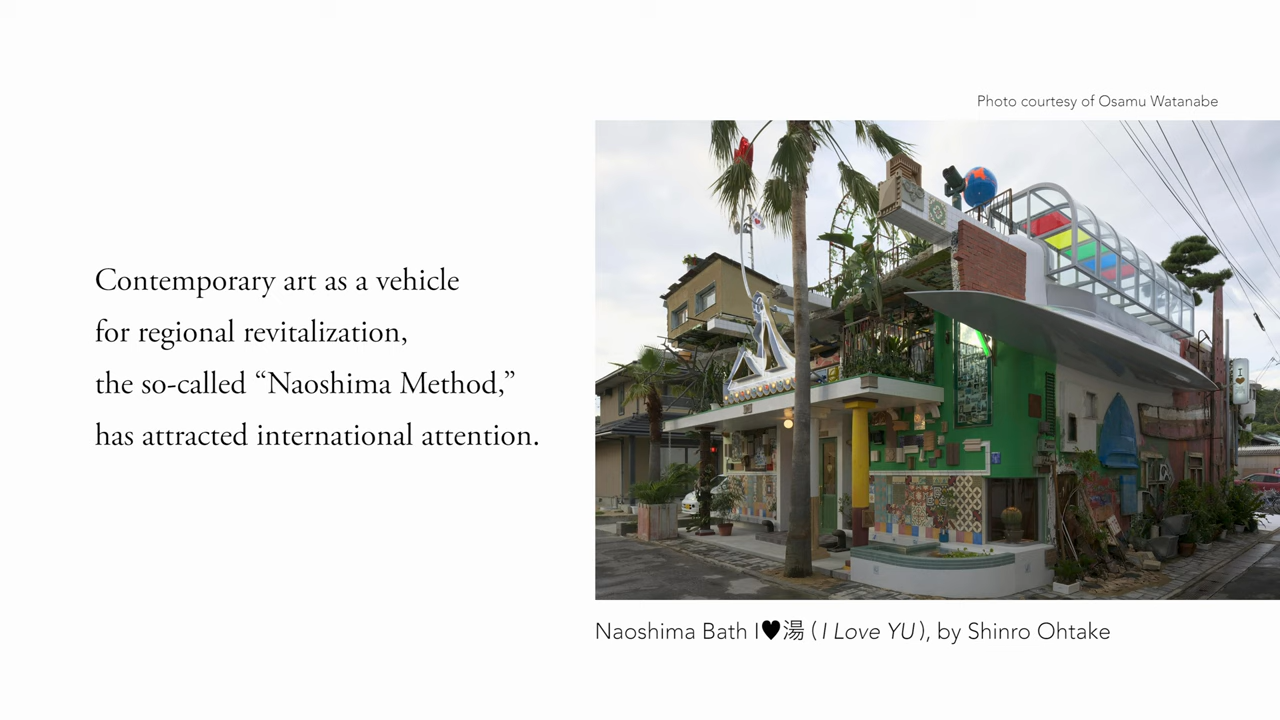 Photo courtesy of Osamu Watanabe
Contemporary art as a vehicle
for regional revitalization,
the so-called “Naoshima Method,”
has attracted international attention.
Naoshima Bath I♥湯 (I Love YU), by Shinro Ohtake